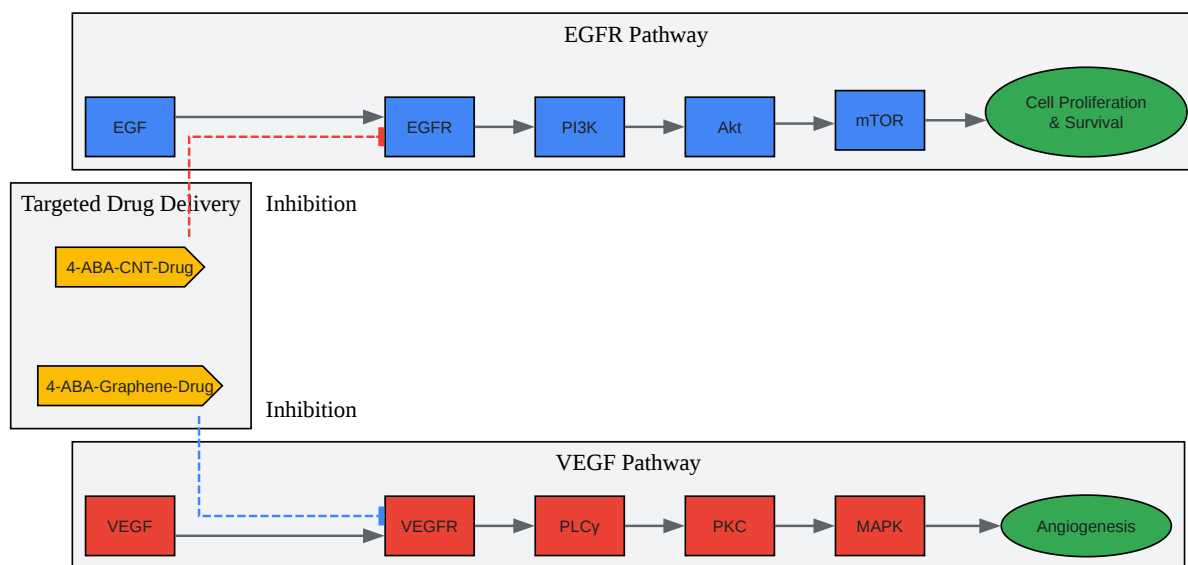 EGFR Pathway
EGF
EGFR
PI3K
Akt
mTOR
Cell Proliferation
& Survival
Targeted Drug Delivery
Inhibition
4-ABA-CNT-Drug
4-ABA-Graphene-Drug
Inhibition
VEGF Pathway
VEGF
VEGFR
PLCγ
PKC
MAPK
Angiogenesis